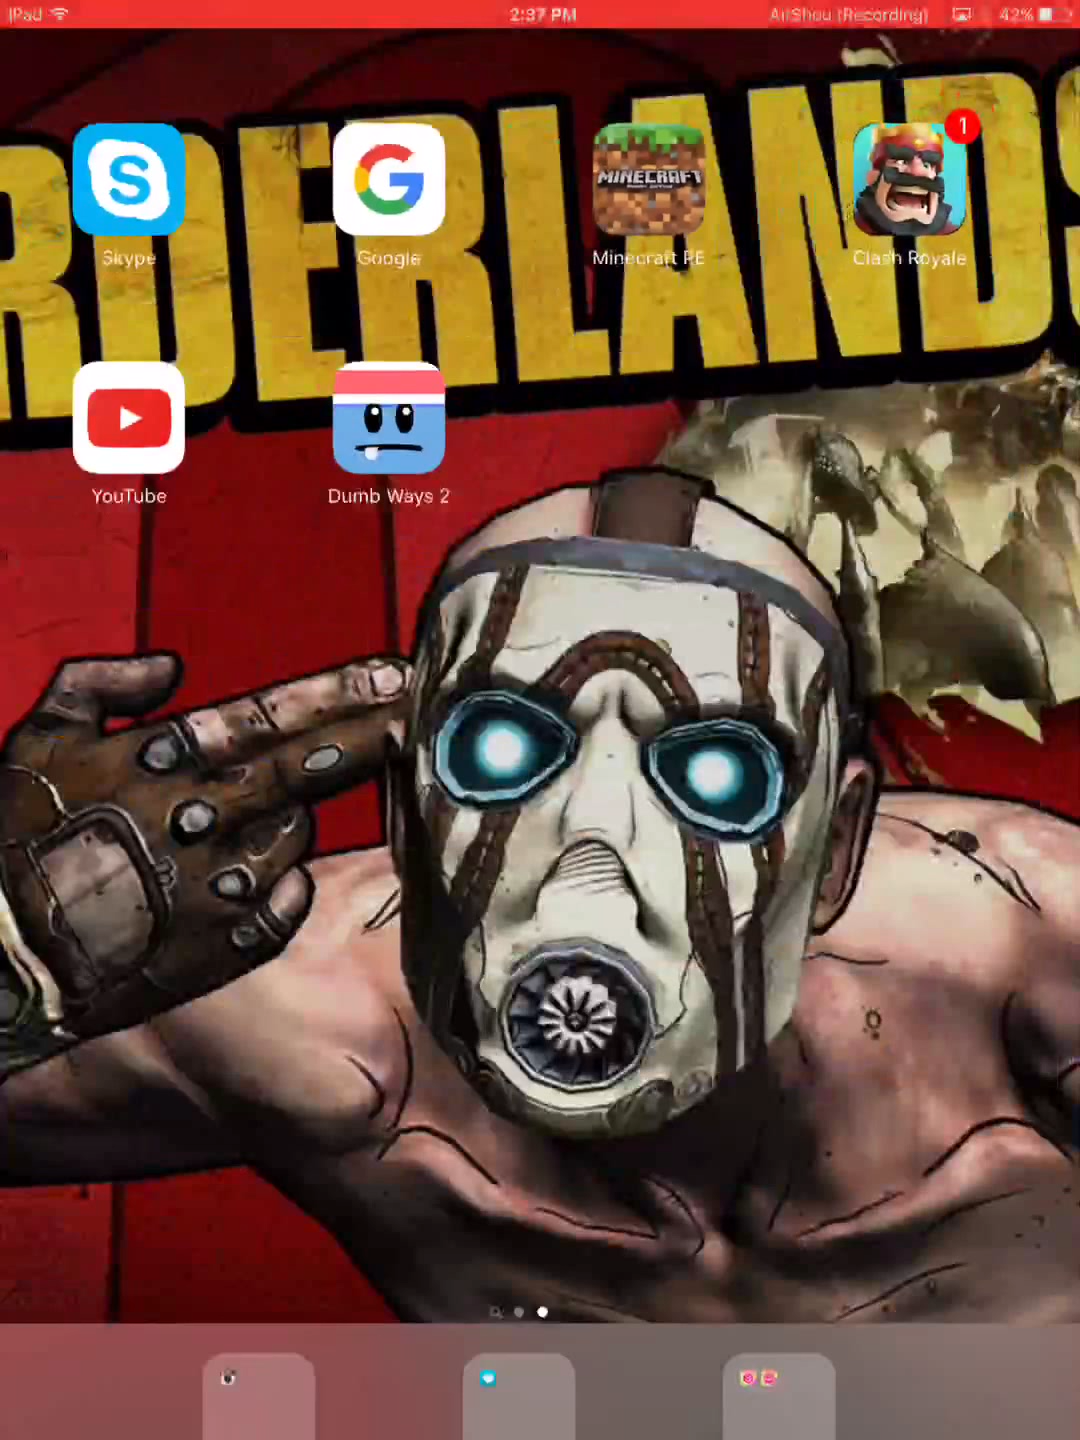 iPad 2:37 PM AirShou (Recording) 42%
RDERLANDS
1
MINECRAFT
Skype Google Minecraft PE Clash Royale
YouTube Dumb Ways 2